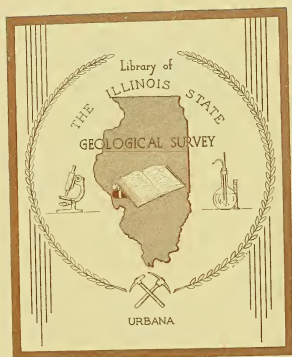 Library of
THE ILLINOIS STATE
GEOLOGICAL SURVEY
URBANA